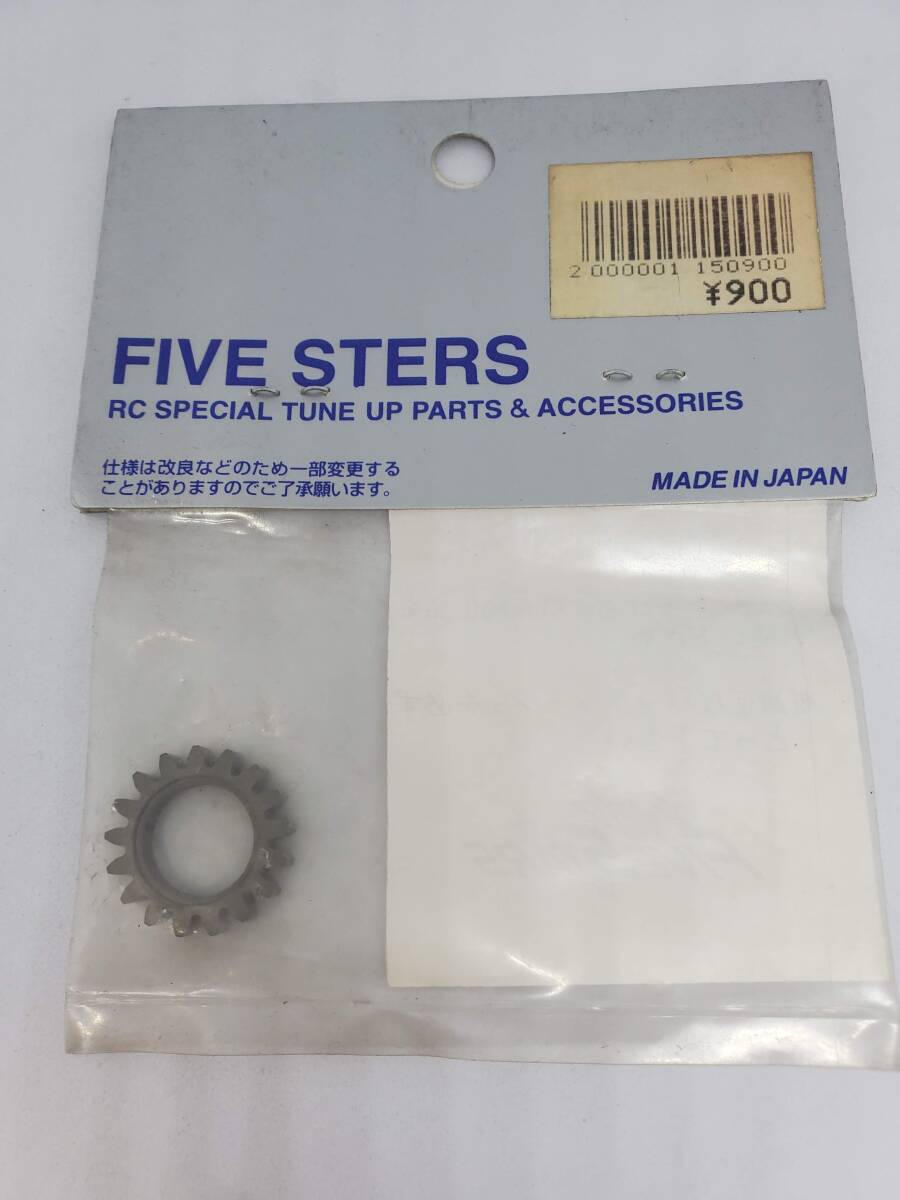 2 000001 150900
¥900
FIVE STERS
RC SPECIAL TUNE UP PARTS & ACCESSORIES
仕様は改良などのため一部変更する
ことがありますのでご了承願います。
MADE IN JAPAN